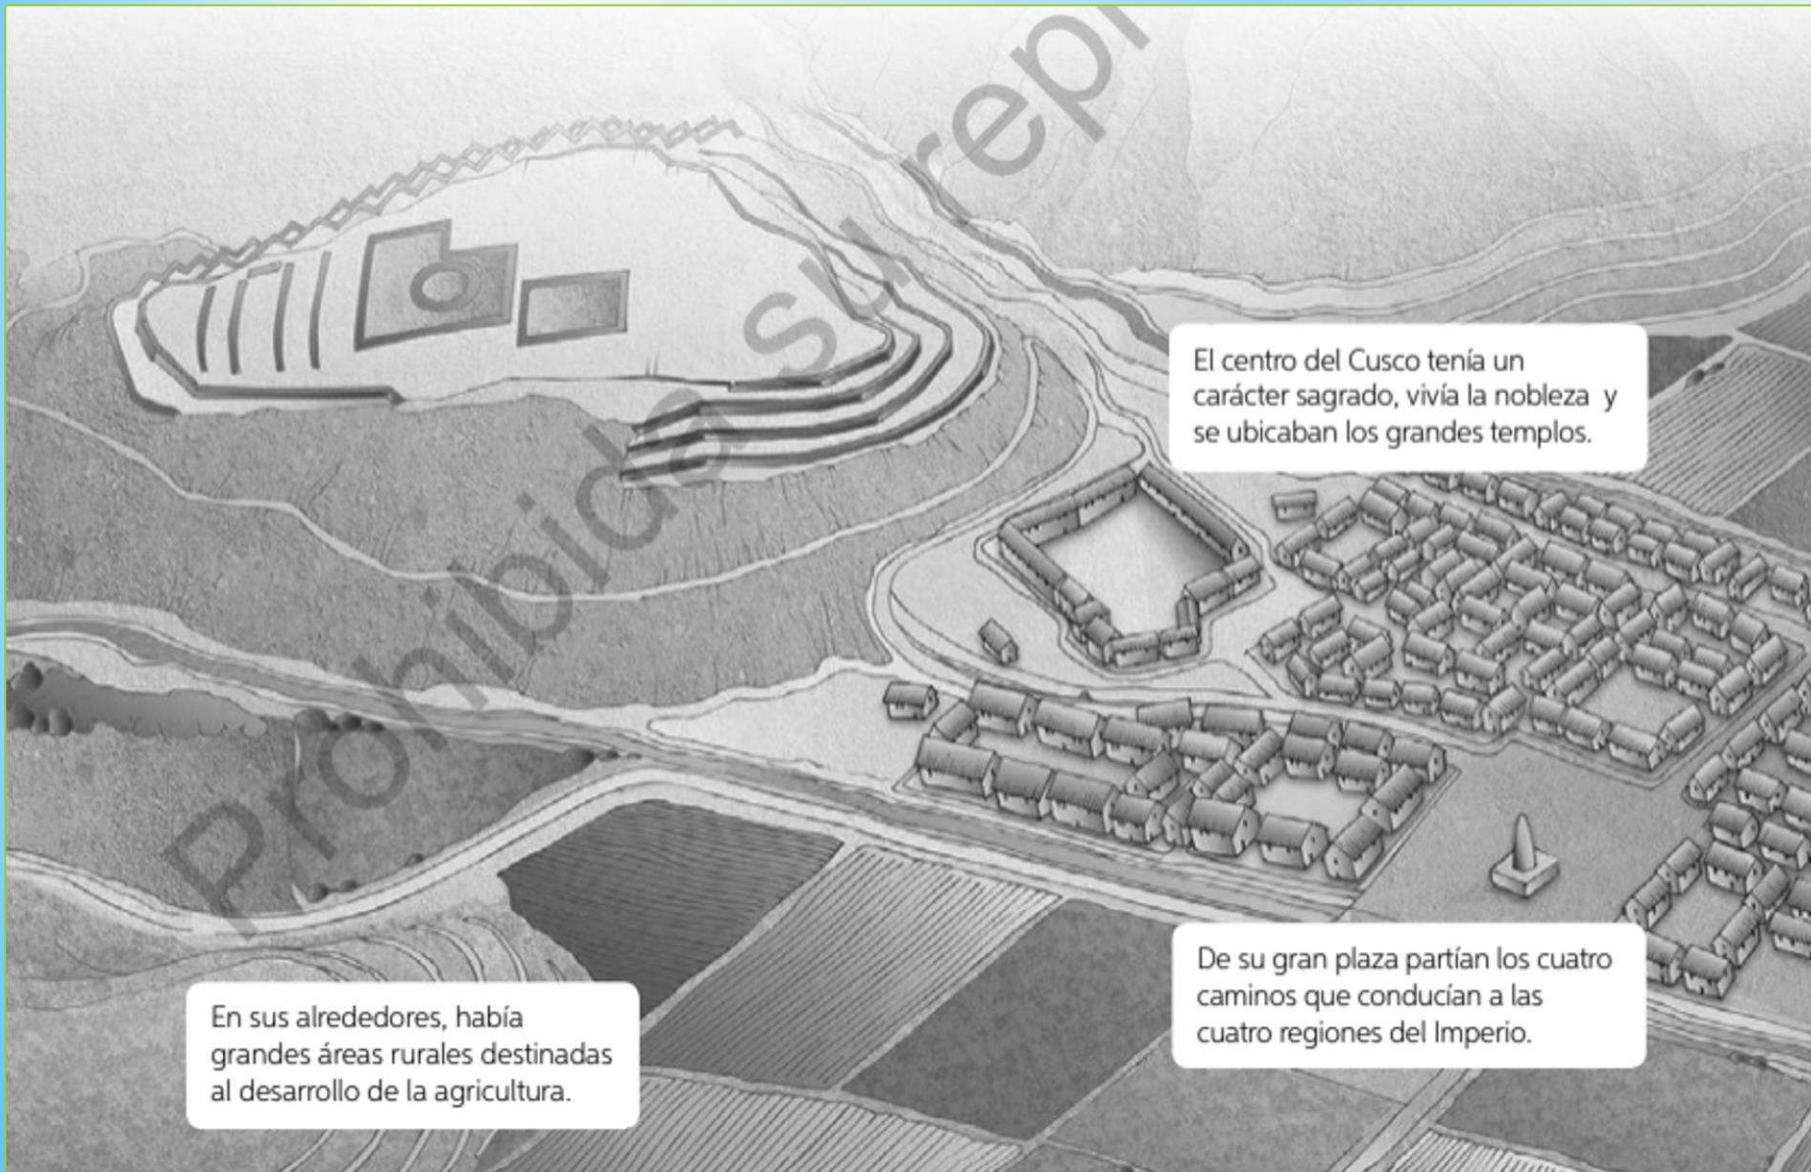 El centro del Cusco tenía un
carácter sagrado, vivía la nobleza y
se ubicaban los grandes templos.
De su gran plaza partían los cuatro
caminos que conducían a las
cuatro regiones del Imperio.
En sus alrededores, había
grandes áreas rurales destinadas
al desarrollo de la agricultura.
Prohibida su repr